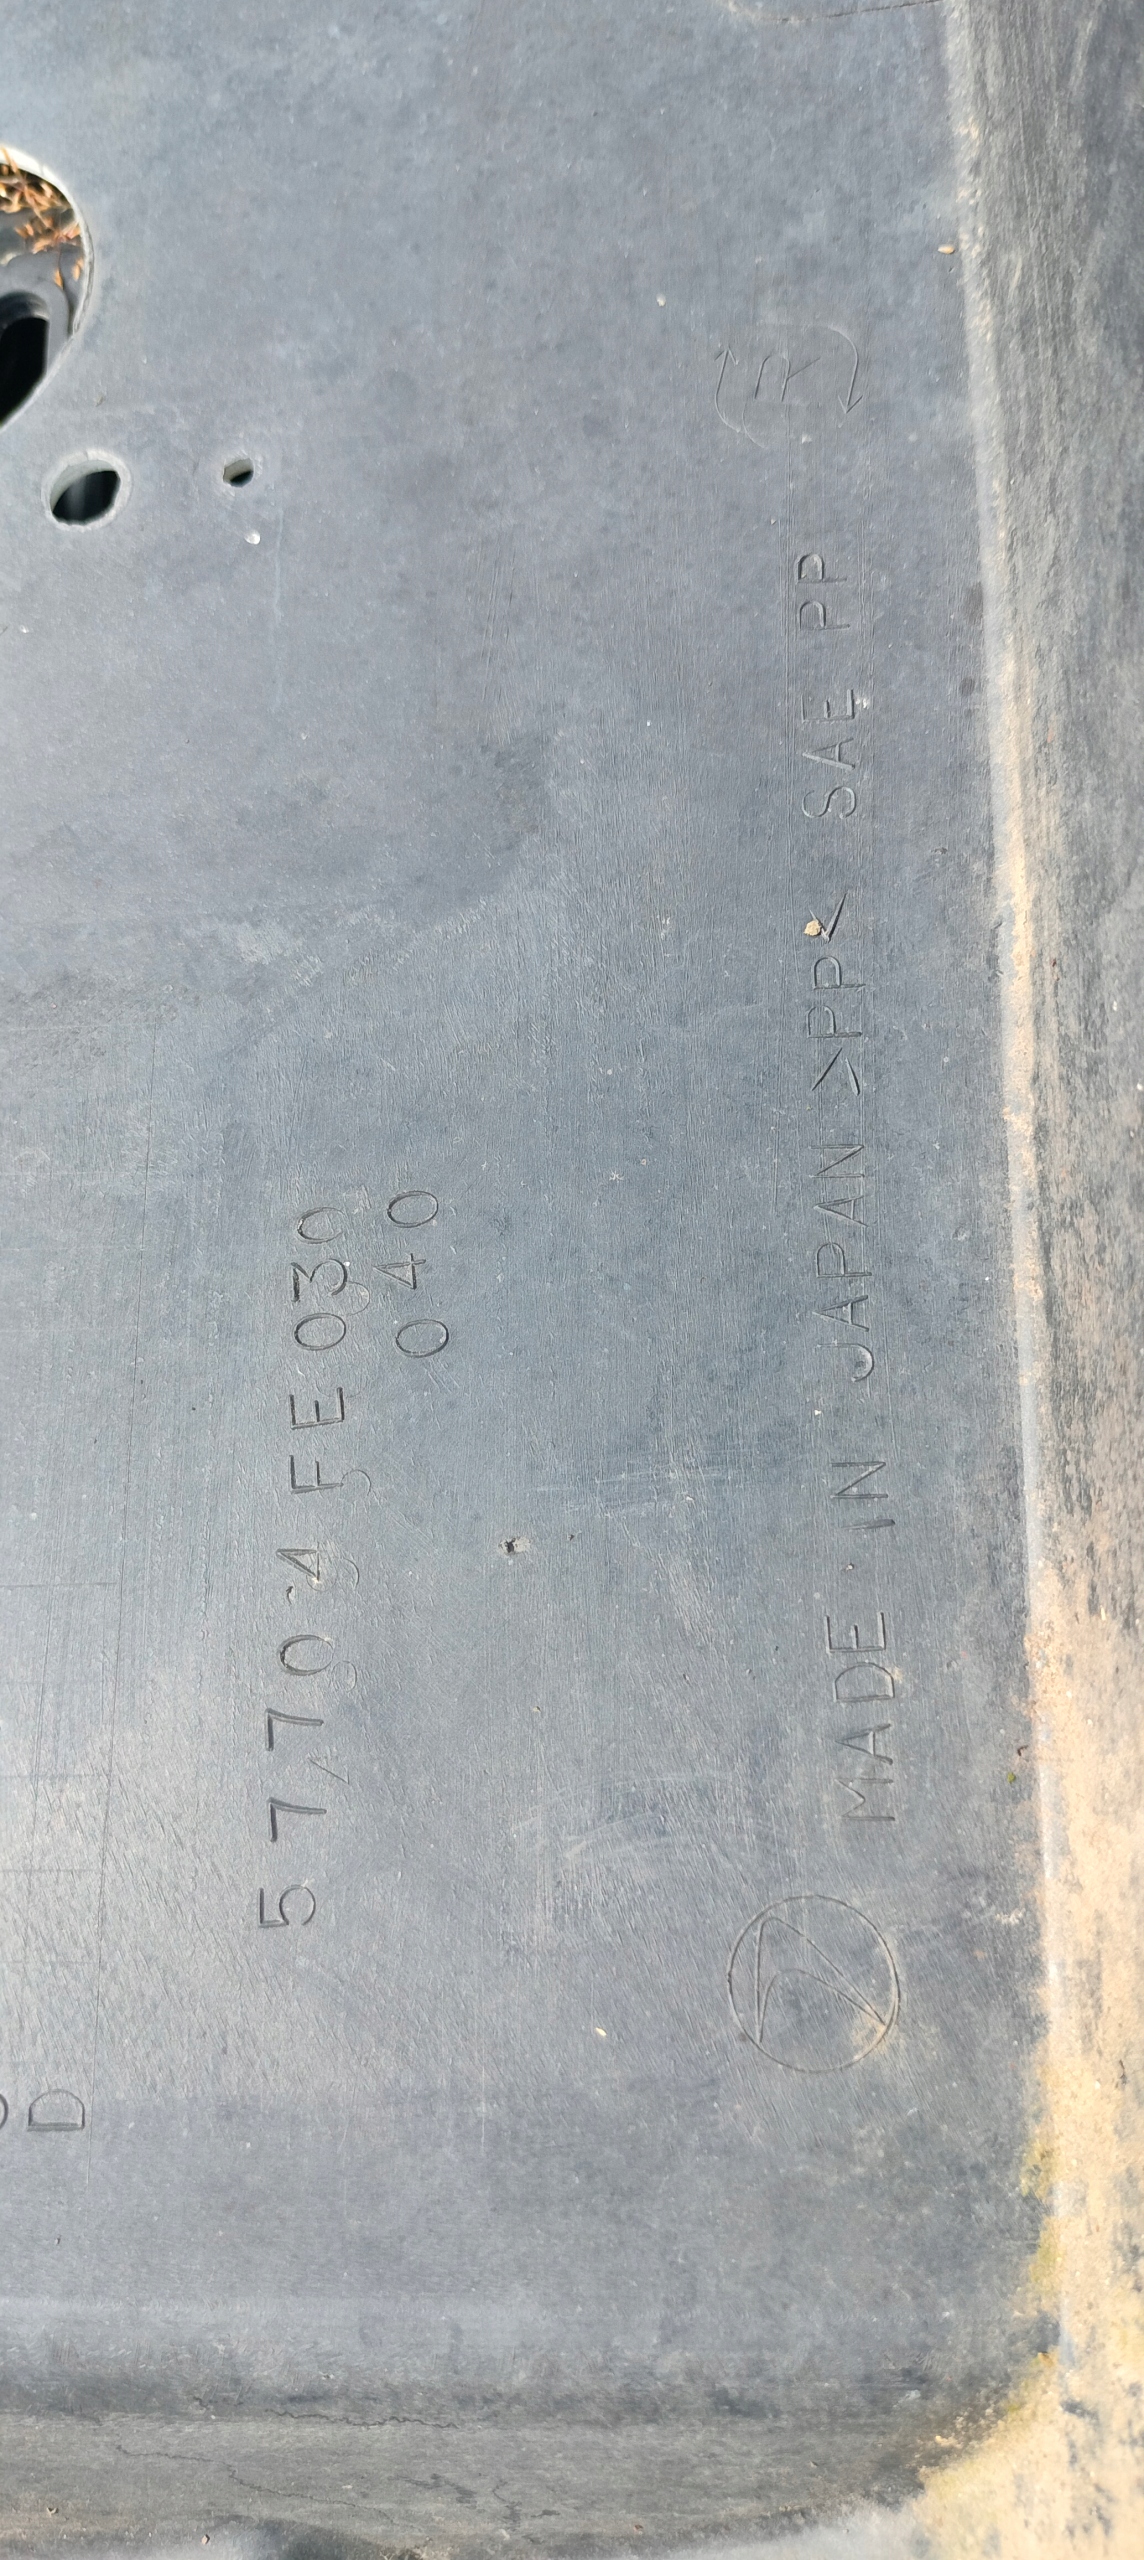 D
57704FE030
040
MADE IN JAPAN >PP< SAE PP R